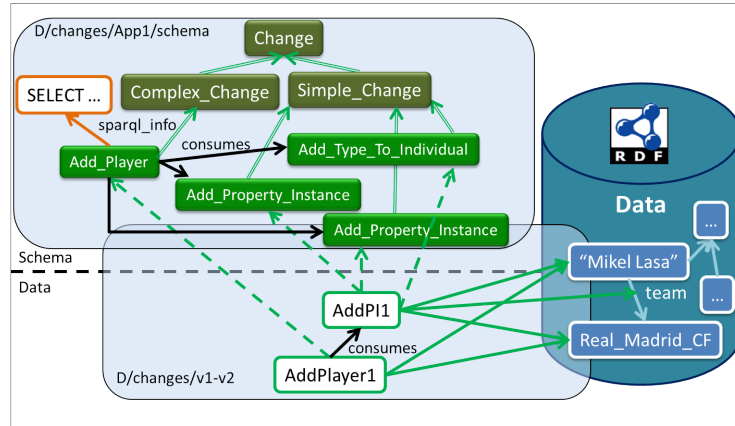 D/changes/App1/schema
Change
SELECT ...
Complex_Change
Simple_Change
sparql_info
consumes
Add_Player
Add_Type_To_Individual
Add_Property_Instance
Add_Property_Instance
RDF
Data
...
Schema
Data
"Mikel Lasa"
team
...
AddPI1
consumes
Real_Madrid_CF
AddPlayer1
D/changes/v1-v2